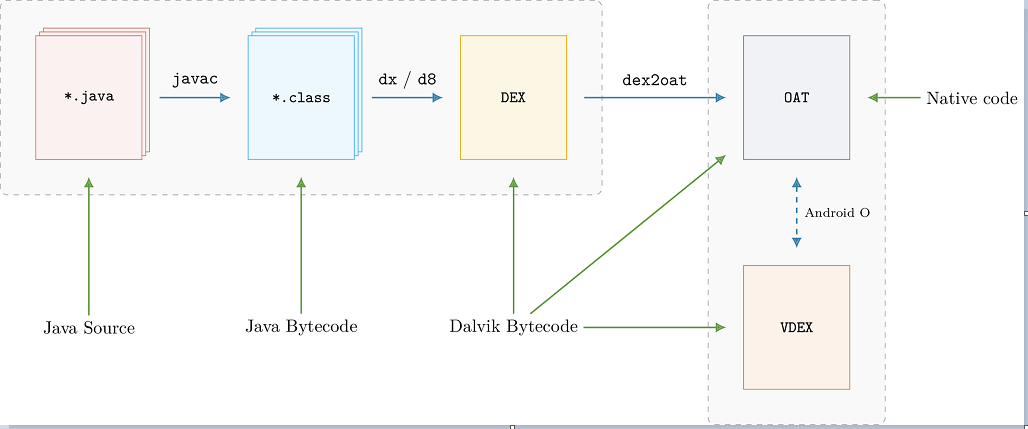 javac
dx / d8
dex2oat
*.java
*.class
DEX
OAT
Native code
Android O
Java Source
Java Bytecode
Dalvik Bytecode
VDEX